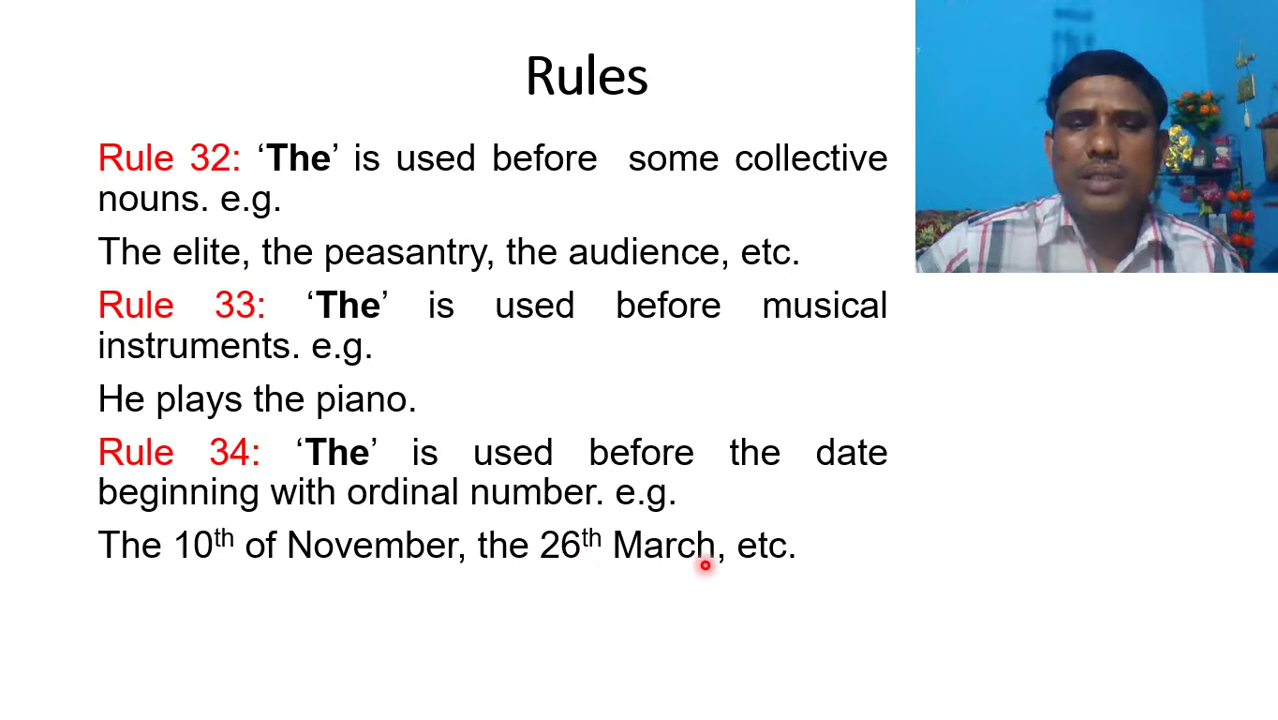 Rules
Rule 32: ‘The’ is used before some collective
nouns. e.g.
The elite, the peasantry, the audience, etc.
Rule 33: ‘The’ is used before musical
instruments. e.g.
He plays the piano.
Rule 34: ‘The’ is used before the date
beginning with ordinal number. e.g.
The 10th of November, the 26th March, etc.